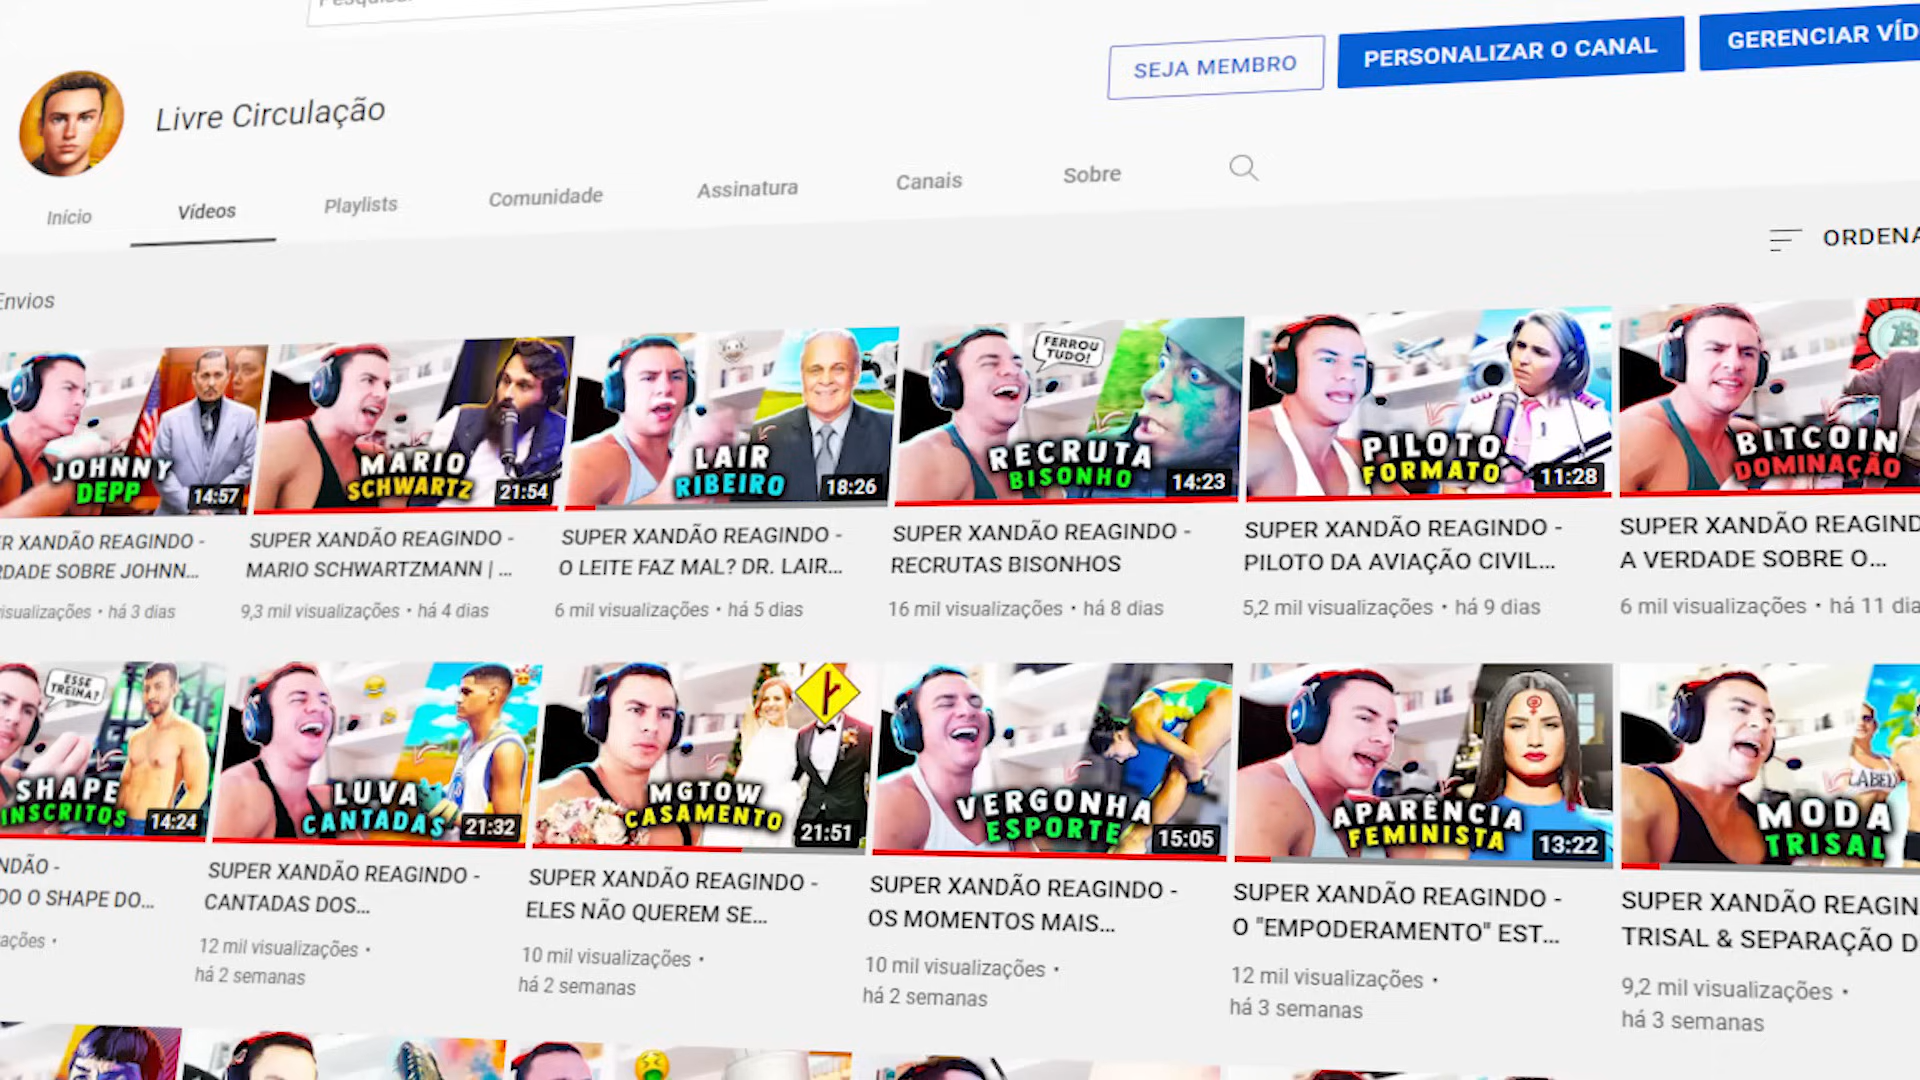 SEJA MEMBRO
PERSONALIZAR O CANAL
GERENCIAR VÍD
Livre Circulação
Início
Vídeos
Playlists
Comunidade
Assinatura
Canais
Sobre
ORDENA
Envios
JOHNNY
DEPP
14:57
MARIO
SCHWARTZ
21:54
LAIR
RIBEIRO
18:26
FERROU
TUDO!
RECRUTA
BISONHO
14:23
PILOTO
FORMATO
11:28
BITCOIN
DOMINAÇÃO
ER XANDÃO REAGINDO -
RDADE SOBRE JOHNN...
visualizações • há 3 dias
SUPER XANDÃO REAGINDO -
MARIO SCHWARTZMANN | ...
9,3 mil visualizações • há 4 dias
SUPER XANDÃO REAGINDO -
O LEITE FAZ MAL? DR. LAIR...
6 mil visualizações • há 5 dias
SUPER XANDÃO REAGINDO -
RECRUTAS BISONHOS
16 mil visualizações • há 8 dias
SUPER XANDÃO REAGINDO -
PILOTO DA AVIAÇÃO CIVIL...
5,2 mil visualizações • há 9 dias
SUPER XANDÃO REAGIND
A VERDADE SOBRE O...
6 mil visualizações • há 11 dia
ESSE
TREINA?
SHAPE
INSCRITOS
14:24
LUVA
CANTADAS
21:32
MGTOW
CASAMENTO
21:51
VERGONHA
ESPORTE
15:05
APARÊNCIA
FEMINISTA
13:22
MODA
TRISAL
NDÃO -
DO O SHAPE DO...
zações •
SUPER XANDÃO REAGINDO -
CANTADAS DOS...
12 mil visualizações •
há 2 semanas
SUPER XANDÃO REAGINDO -
ELES NÃO QUEREM SE...
10 mil visualizações •
há 2 semanas
SUPER XANDÃO REAGINDO -
OS MOMENTOS MAIS...
10 mil visualizações •
há 2 semanas
SUPER XANDÃO REAGINDO -
O "EMPODERAMENTO" EST...
12 mil visualizações •
há 3 semanas
SUPER XANDÃO REAGIN
TRISAL & SEPARAÇÃO D
9,2 mil visualizações •
há 3 semanas